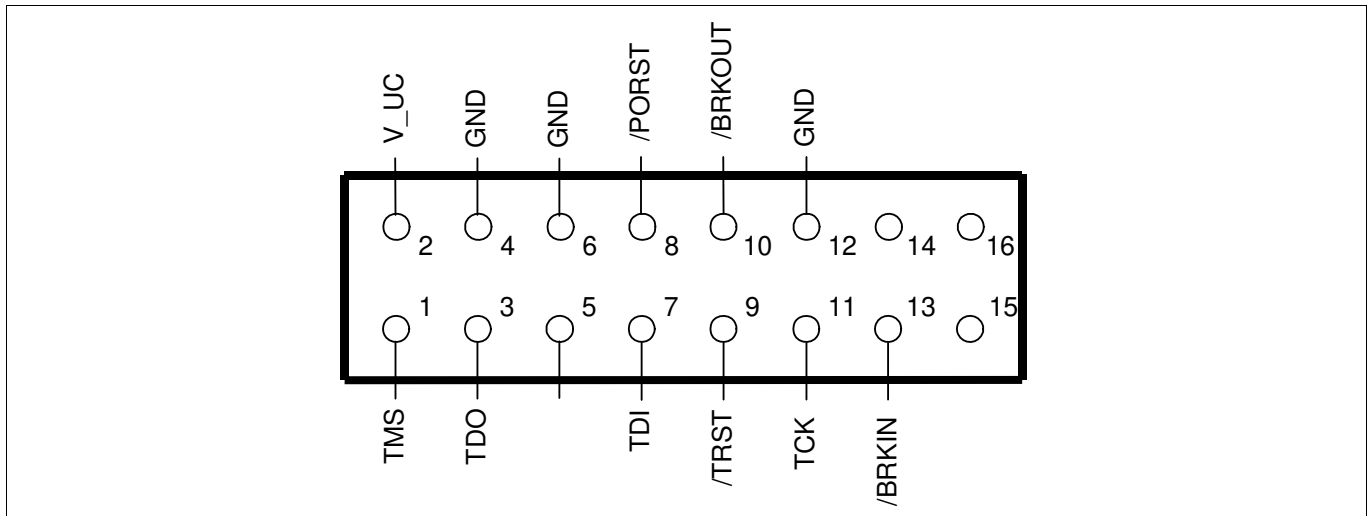 V_UC
GND
GND
/PORST
/BRKOUT
GND
2 4 6 8 10 12 14 16
1 3 5 7 9 11 13 15
TMS
TDO
TDI
/TRST
TCK
/BRKIN